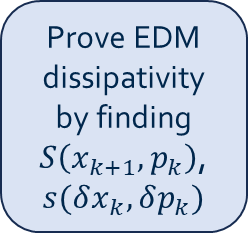 Prove EDM
dissipativity
by finding
S(x_{k+1}, p_k),
s(δx_k, δp_k)